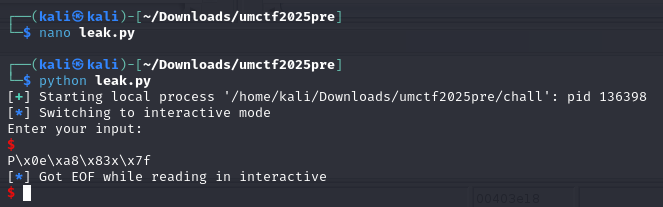 ┌──(kali㉿kali)-[~/Downloads/umctf2025pre]
└─$ nano leak.py
┌──(kali㉿kali)-[~/Downloads/umctf2025pre]
└─$ python leak.py
[+] Starting local process '/home/kali/Downloads/umctf2025pre/chall': pid 136398
[*] Switching to interactive mode
Enter your input:
$
P\x0e\xa8\x83x\x7f
[*] Got EOF while reading in interactive
$